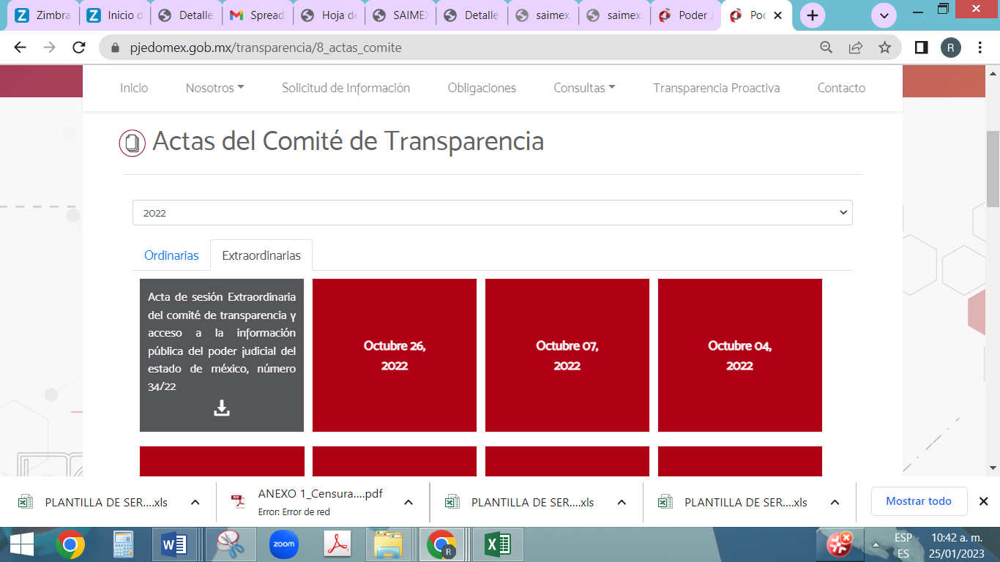 Zimbra
Inicio d
Detalle
Spread
Hoja de
SAIMEX
Detalle
saimex.
saimex.
Poder J
Poc
pjedomex.gob.mx/transparencia/8_actas_comite
R
Inicio
Nosotros
Solicitud de Información
Obligaciones
Consultas
Transparencia Proactiva
Contacto
Actas del Comité de Transparencia
2022
Ordinarias
Extraordinarias
Acta de sesión Extraordinaria
del comité de transparencia y
acceso a la información
pública del poder judicial del
estado de méxico, número
34/22
Octubre 26,
2022
Octubre 07,
2022
Octubre 04,
2022
PLANTILLA DE SER....xls
ANEXO 1_Censura....pdf
Error: Error de red
PLANTILLA DE SER....xls
PLANTILLA DE SER....xls
Mostrar todo
zoom
R
ESP
ES
10:42 a. m.
25/01/2023